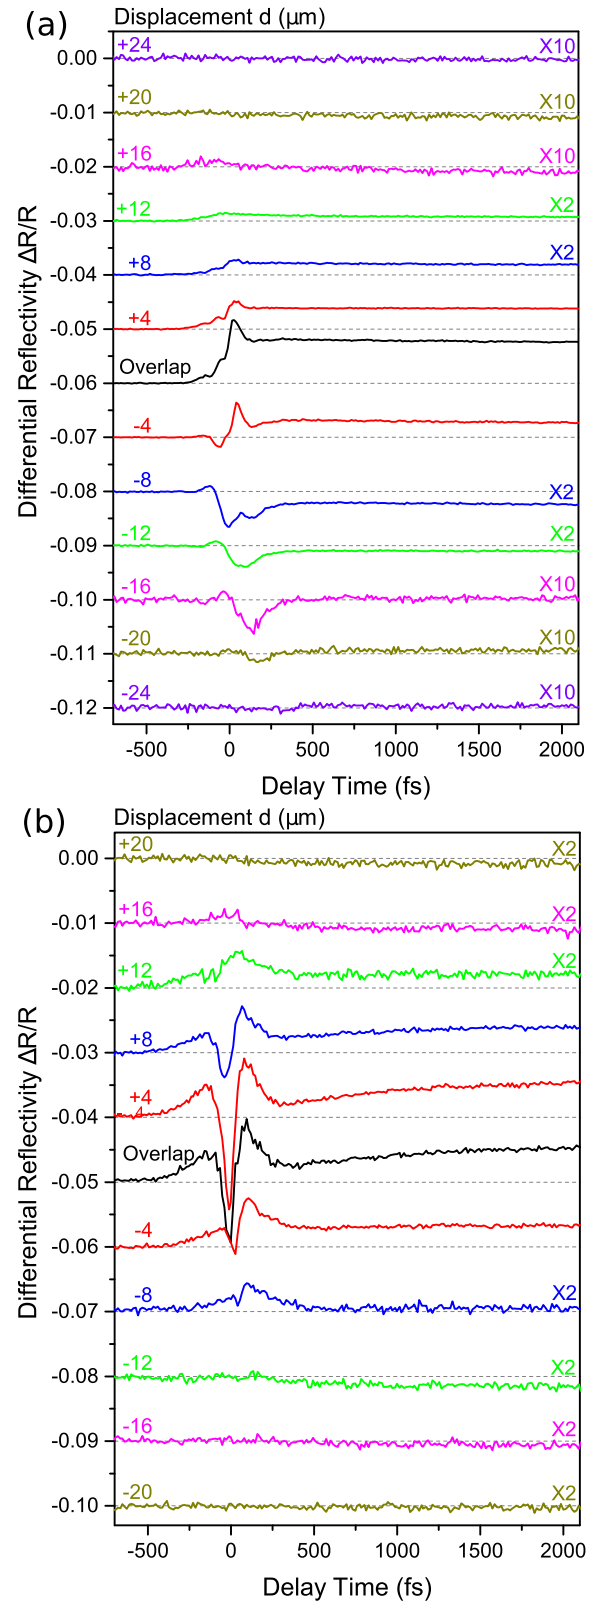 (a)
Displacement d (μm)
+24 X10
0.00
+20 X10
-0.01
+16 X10
-0.02
+12 X2
-0.03
+8 X2
-0.04
+4
-0.05
Overlap
-0.06
-4
-0.07
-8 X2
-0.08
-12 X2
-0.09
-16 X10
-0.10
-20 X10
-0.11
-24 X10
-0.12
Differential Reflectivity ΔR/R
-500 0 500 1000 1500 2000
Delay Time (fs)
(b)
Displacement d (μm)
+20 X2
0.00
+16 X2
-0.01
+12 X2
-0.02
+8 X2
-0.03
+4
4
-0.04
Overlap
-0.05
-4
-0.06
-8 X2
-0.07
-12 X2
-0.08
-16 X2
-0.09
-20 X2
-0.10
Differential Reflectivity ΔR/R
-500 0 500 1000 1500 2000
Delay Time (fs)